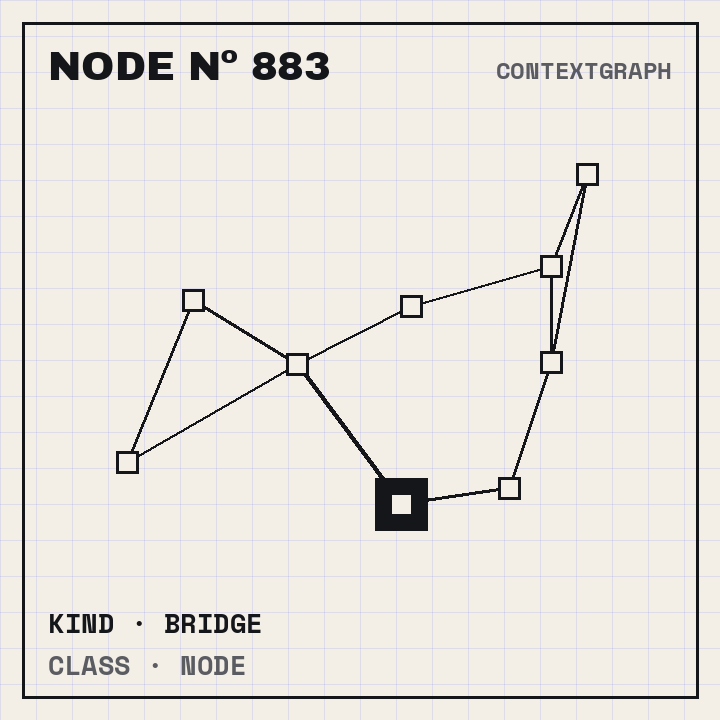 NODE Nº 883
CONTEXTGRAPH
KIND · BRIDGE
CLASS · NODE